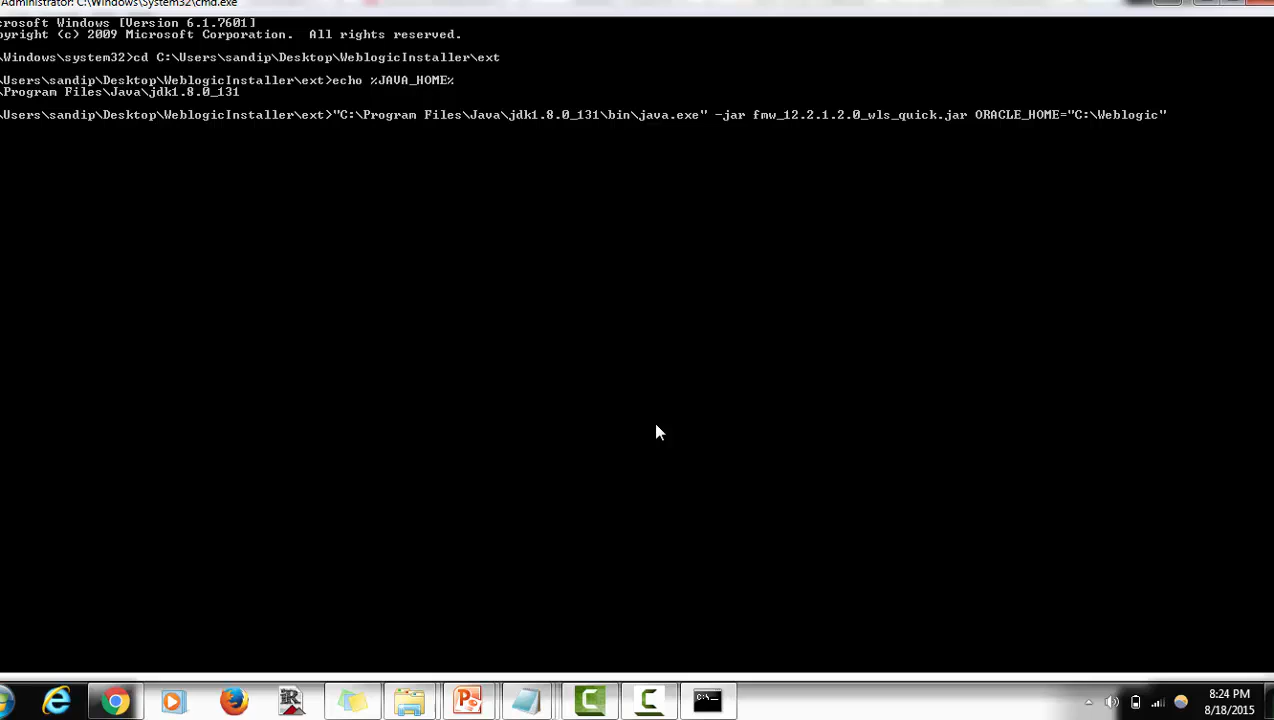 Administrator: C:\Windows\System32\cmd.exe
crosoft Windows [Version 6.1.7601]
pyright (c) 2009 Microsoft Corporation.  All rights reserved.
\Windows\system32>cd C:\Users\sandip\Desktop\WeblogicInstaller\ext
\Users\sandip\Desktop\WeblogicInstaller\ext>echo %JAVA_HOME%
\Program Files\Java\jdk1.8.0_131
\Users\sandip\Desktop\WeblogicInstaller\ext>"C:\Program Files\Java\jdk1.8.0_131\bin\java.exe" -jar fmw_12.2.1.2.0_wls_quick.jar ORACLE_HOME="C:\Weblogic"
8:24 PM
8/18/2015